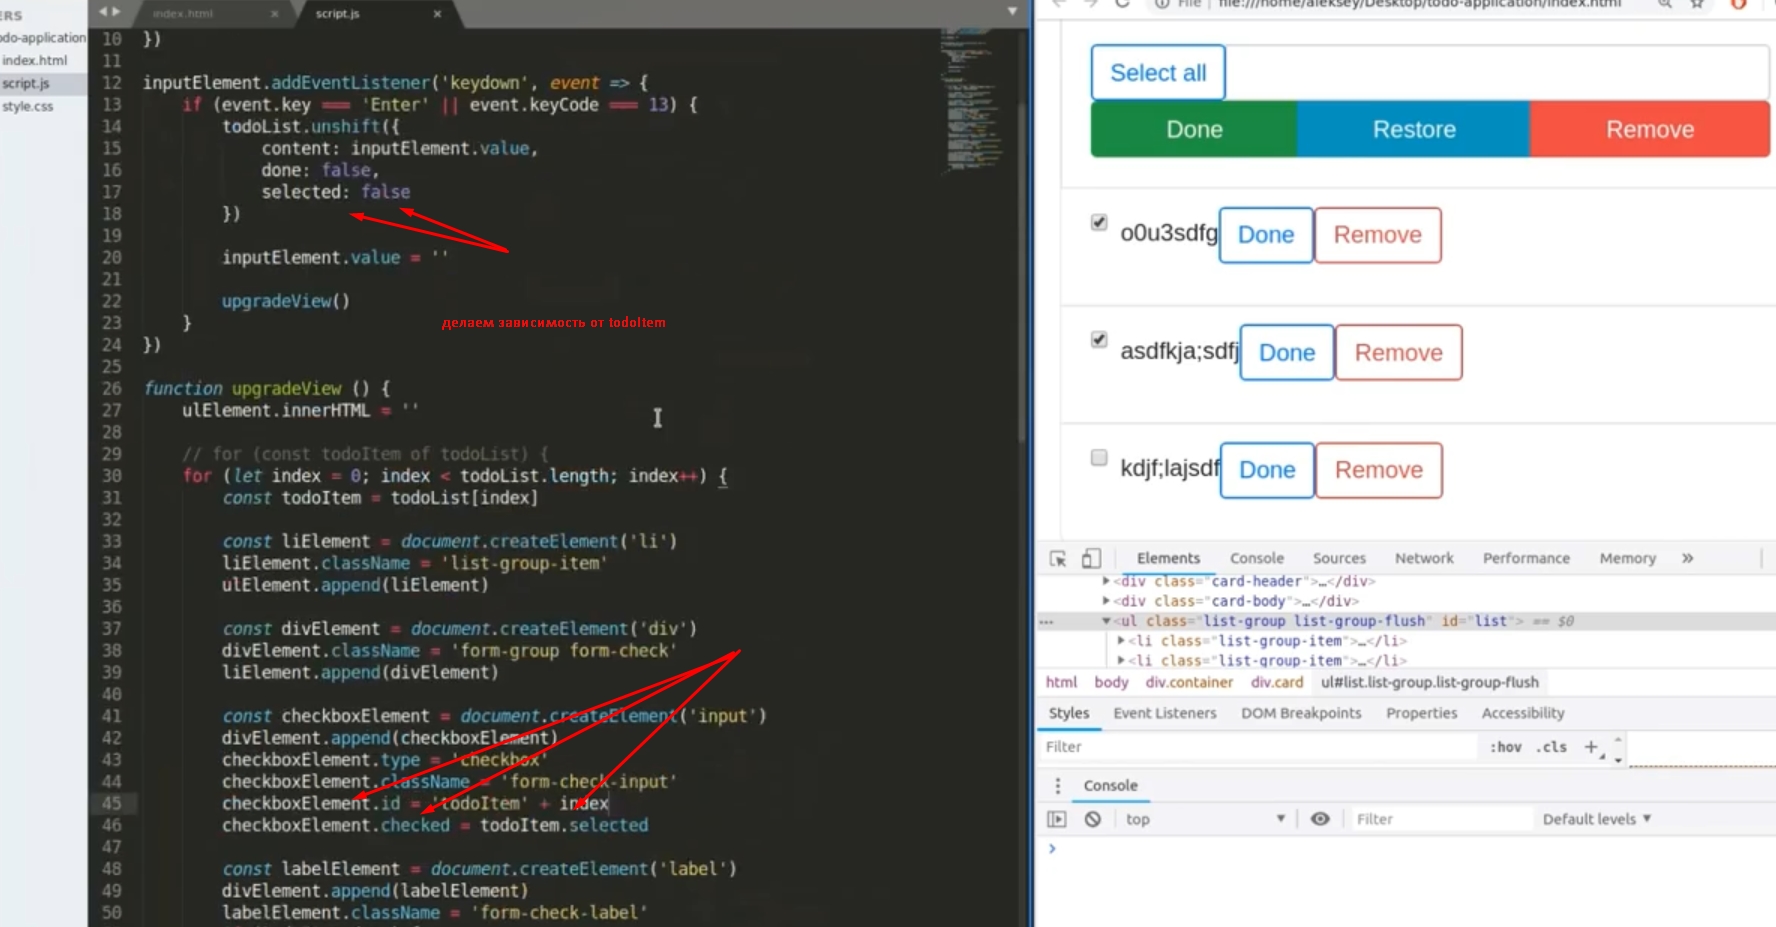 ERS
odo-application
index.html
script.js
style.css
index.html ×
script.js ×
10 })
11
12 inputElement.addEventListener('keydown', event => {
13 if (event.key === 'Enter' || event.keyCode === 13) {
14 todoList.unshift({
15 content: inputElement.value,
16 done: false,
17 selected: false
18 })
19
20 inputElement.value = ''
21
22 upgradeView()
23 }
делаем зависимость от todoItem
24 })
25
26 function upgradeView () {
27 ulElement.innerHTML = ''
28
29 // for (const todoItem of todoList) {
30 for (let index = 0; index < todoList.length; index++) {
31 const todoItem = todoList[index]
32
33 const liElement = document.createElement('li')
34 liElement.className = 'list-group-item'
35 ulElement.append(liElement)
36
37 const divElement = document.createElement('div')
38 divElement.className = 'form-group form-check'
39 liElement.append(divElement)
40
41 const checkboxElement = document.createElement('input')
42 divElement.append(checkboxElement)
43 checkboxElement.type = 'checkbox'
44 checkboxElement.className = 'form-check-input'
45 checkboxElement.id = 'todoItem' + index
46 checkboxElement.checked = todoItem.selected
47
48 const labelElement = document.createElement('label')
49 divElement.append(labelElement)
50 labelElement.className = 'form-check-label'
File file:///home/aleksey/Desktop/todo-application/index.html
Select all
Done Restore Remove
o0u3sdfg Done Remove
asdfkja;sdfj Done Remove
kdjf;lajsdf Done Remove
Elements Console Sources Network Performance Memory »
<div class="card-header">…</div>
<div class="card-body">…</div>
<ul class="list-group list-group-flush" id="list"> == $0
<li class="list-group-item">…</li>
<li class="list-group-item">…</li>
html body div.container div.card ul#list.list-group.list-group-flush
Styles Event Listeners DOM Breakpoints Properties Accessibility
Filter :hov .cls +
Console
top Filter Default levels